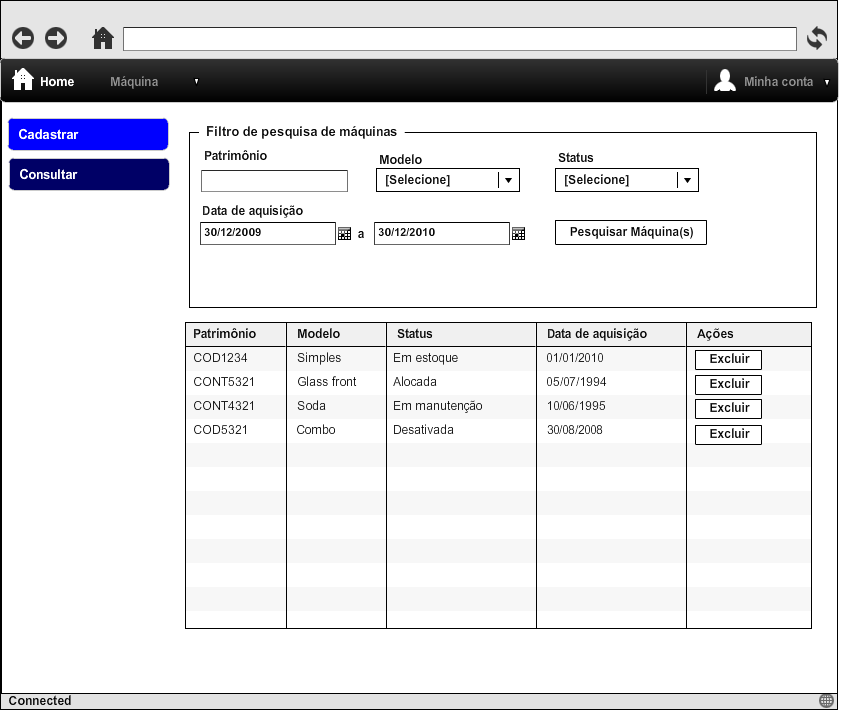 Home Máquina Minha conta
Cadastrar
Consultar
Filtro de pesquisa de máquinas
Patrimônio Modelo Status
[Selecione] [Selecione]
Data de aquisição
30/12/2009 a 30/12/2010 Pesquisar Máquina(s)
Patrimônio Modelo Status Data de aquisição Ações
COD1234 Simples Em estoque 01/01/2010 Excluir
CONT5321 Glass front Alocada 05/07/1994 Excluir
CONT4321 Soda Em manutenção 10/06/1995 Excluir
COD5321 Combo Desativada 30/08/2008 Excluir
Connected